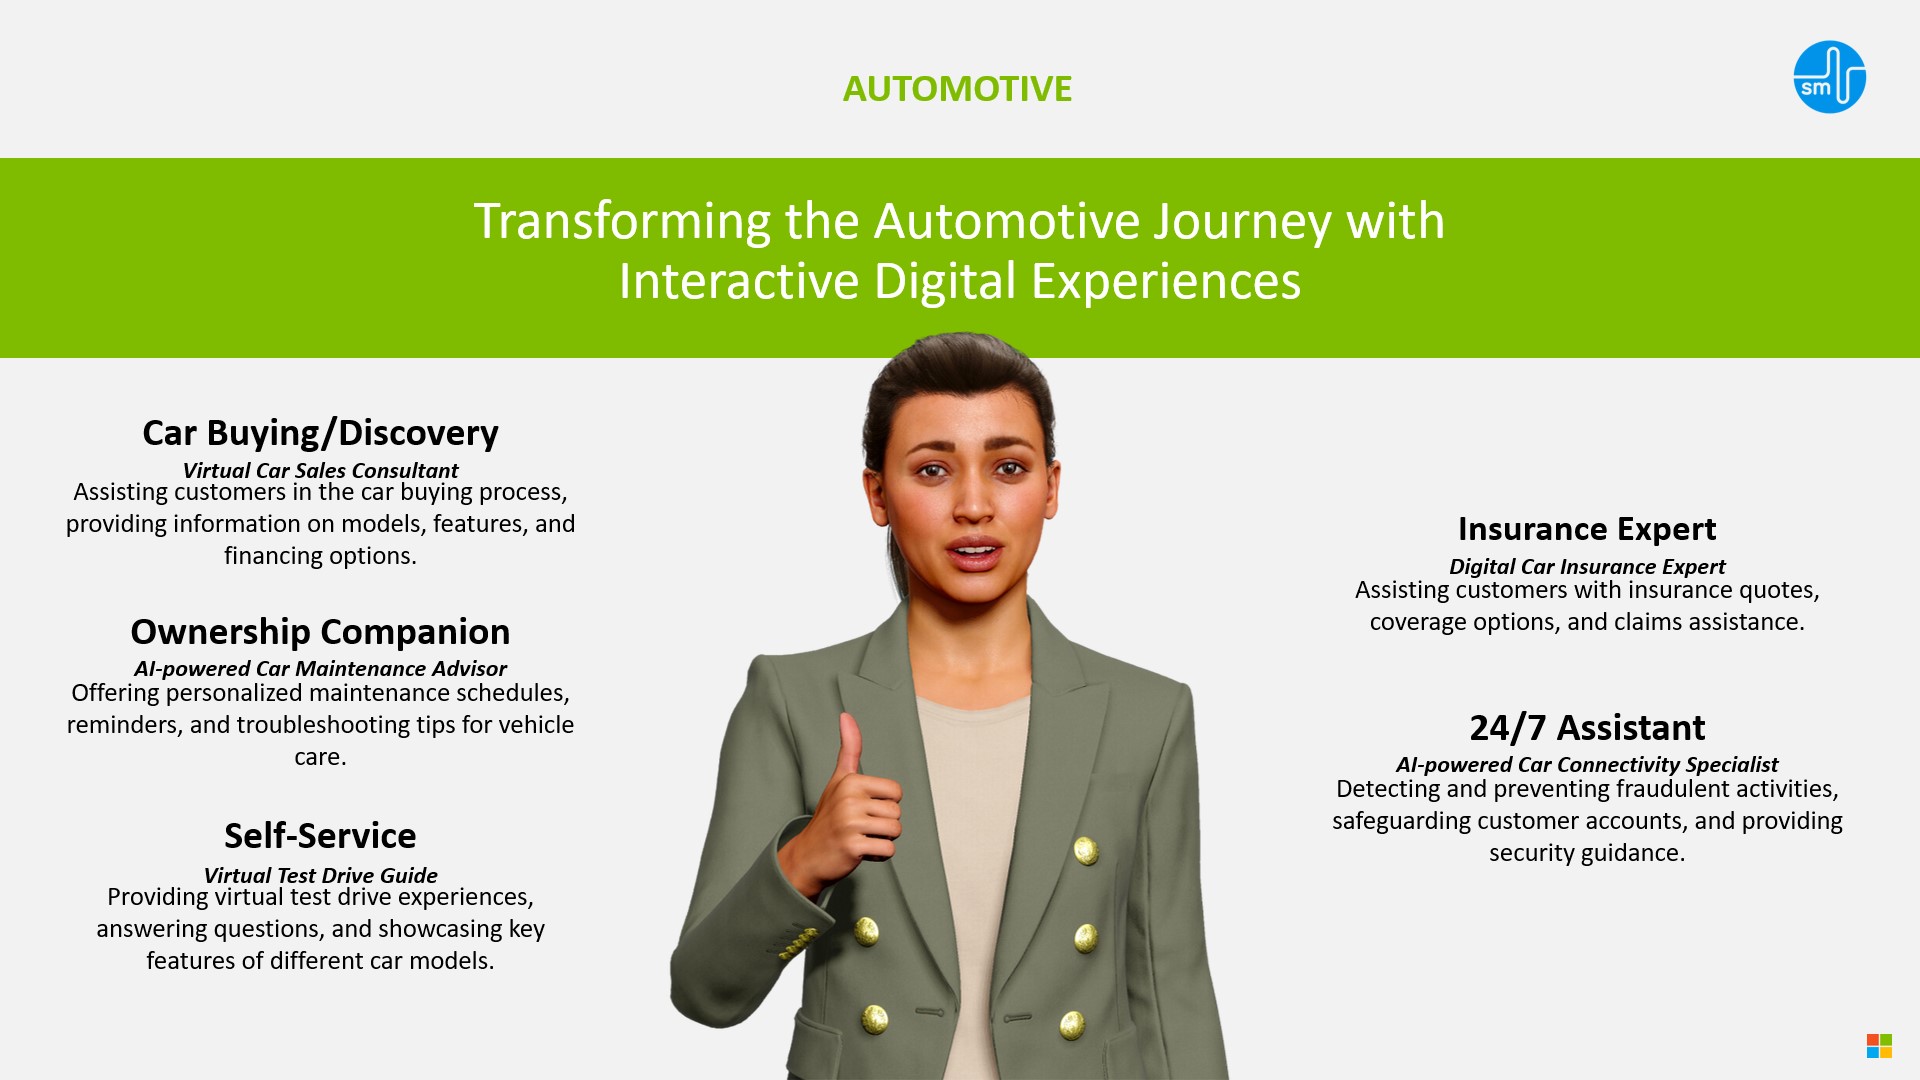 AUTOMOTIVE
sm
Transforming the Automotive Journey with
Interactive Digital Experiences
Car Buying/Discovery
Virtual Car Sales Consultant
Assisting customers in the car buying process,
providing information on models, features, and
financing options.
Ownership Companion
AI-powered Car Maintenance Advisor
Offering personalized maintenance schedules,
reminders, and troubleshooting tips for vehicle
care.
Self-Service
Virtual Test Drive Guide
Providing virtual test drive experiences,
answering questions, and showcasing key
features of different car models.
Insurance Expert
Digital Car Insurance Expert
Assisting customers with insurance quotes,
coverage options, and claims assistance.
24/7 Assistant
AI-powered Car Connectivity Specialist
Detecting and preventing fraudulent activities,
safeguarding customer accounts, and providing
security guidance.